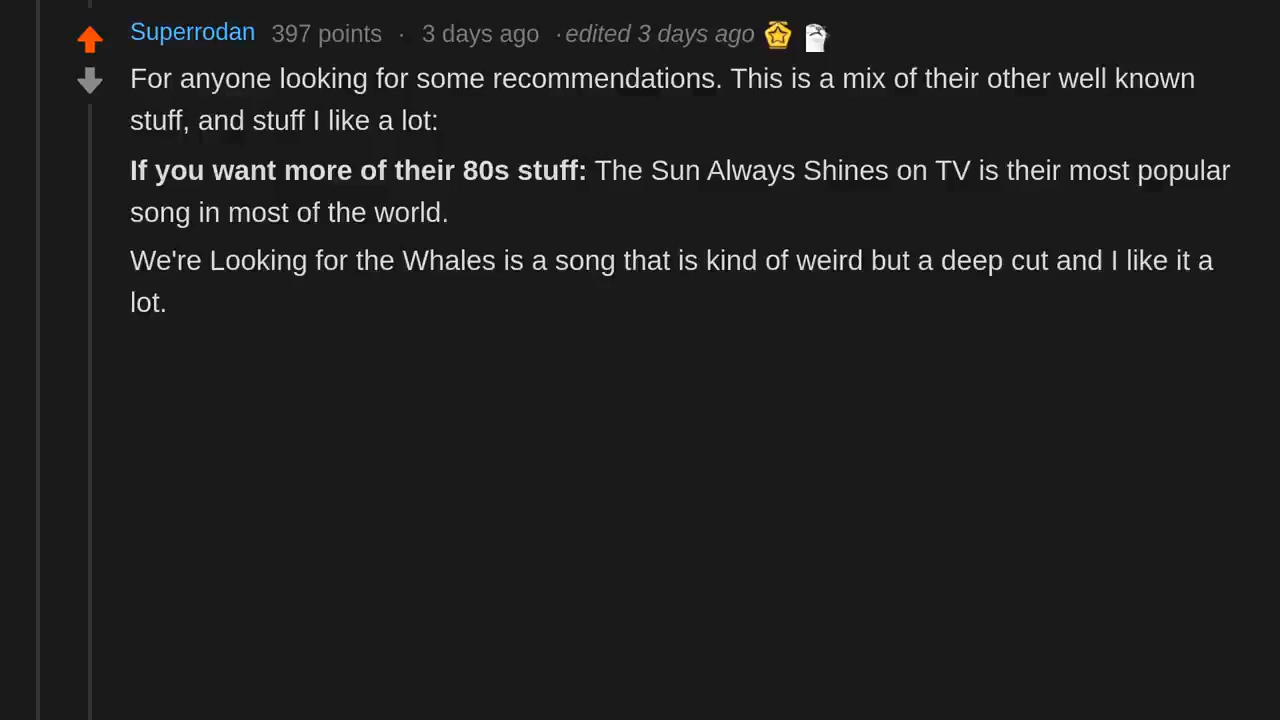 Superrodan 397 points · 3 days ago · edited 3 days ago
For anyone looking for some recommendations. This is a mix of their other well known
stuff, and stuff I like a lot:
If you want more of their 80s stuff: The Sun Always Shines on TV is their most popular
song in most of the world.
We're Looking for the Whales is a song that is kind of weird but a deep cut and I like it a
lot.